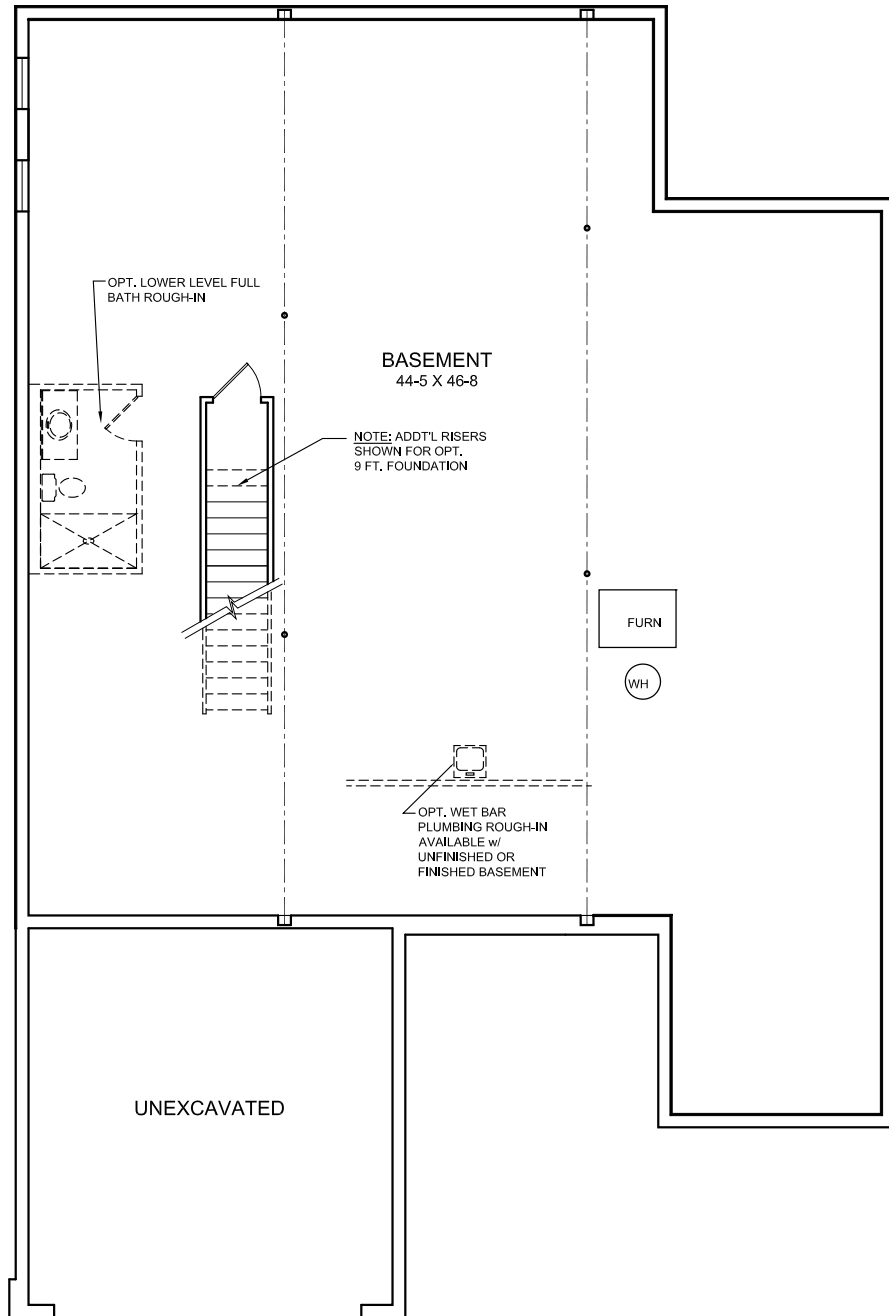 OPT. LOWER LEVEL FULL
BATH ROUGH-IN
BASEMENT
44-5 X 46-8
NOTE: ADDT'L RISERS
SHOWN FOR OPT.
9 FT. FOUNDATION
FURN
WH
OPT. WET BAR
PLUMBING ROUGH-IN
AVAILABLE w/
UNFINISHED OR
FINISHED BASEMENT
UNEXCAVATED